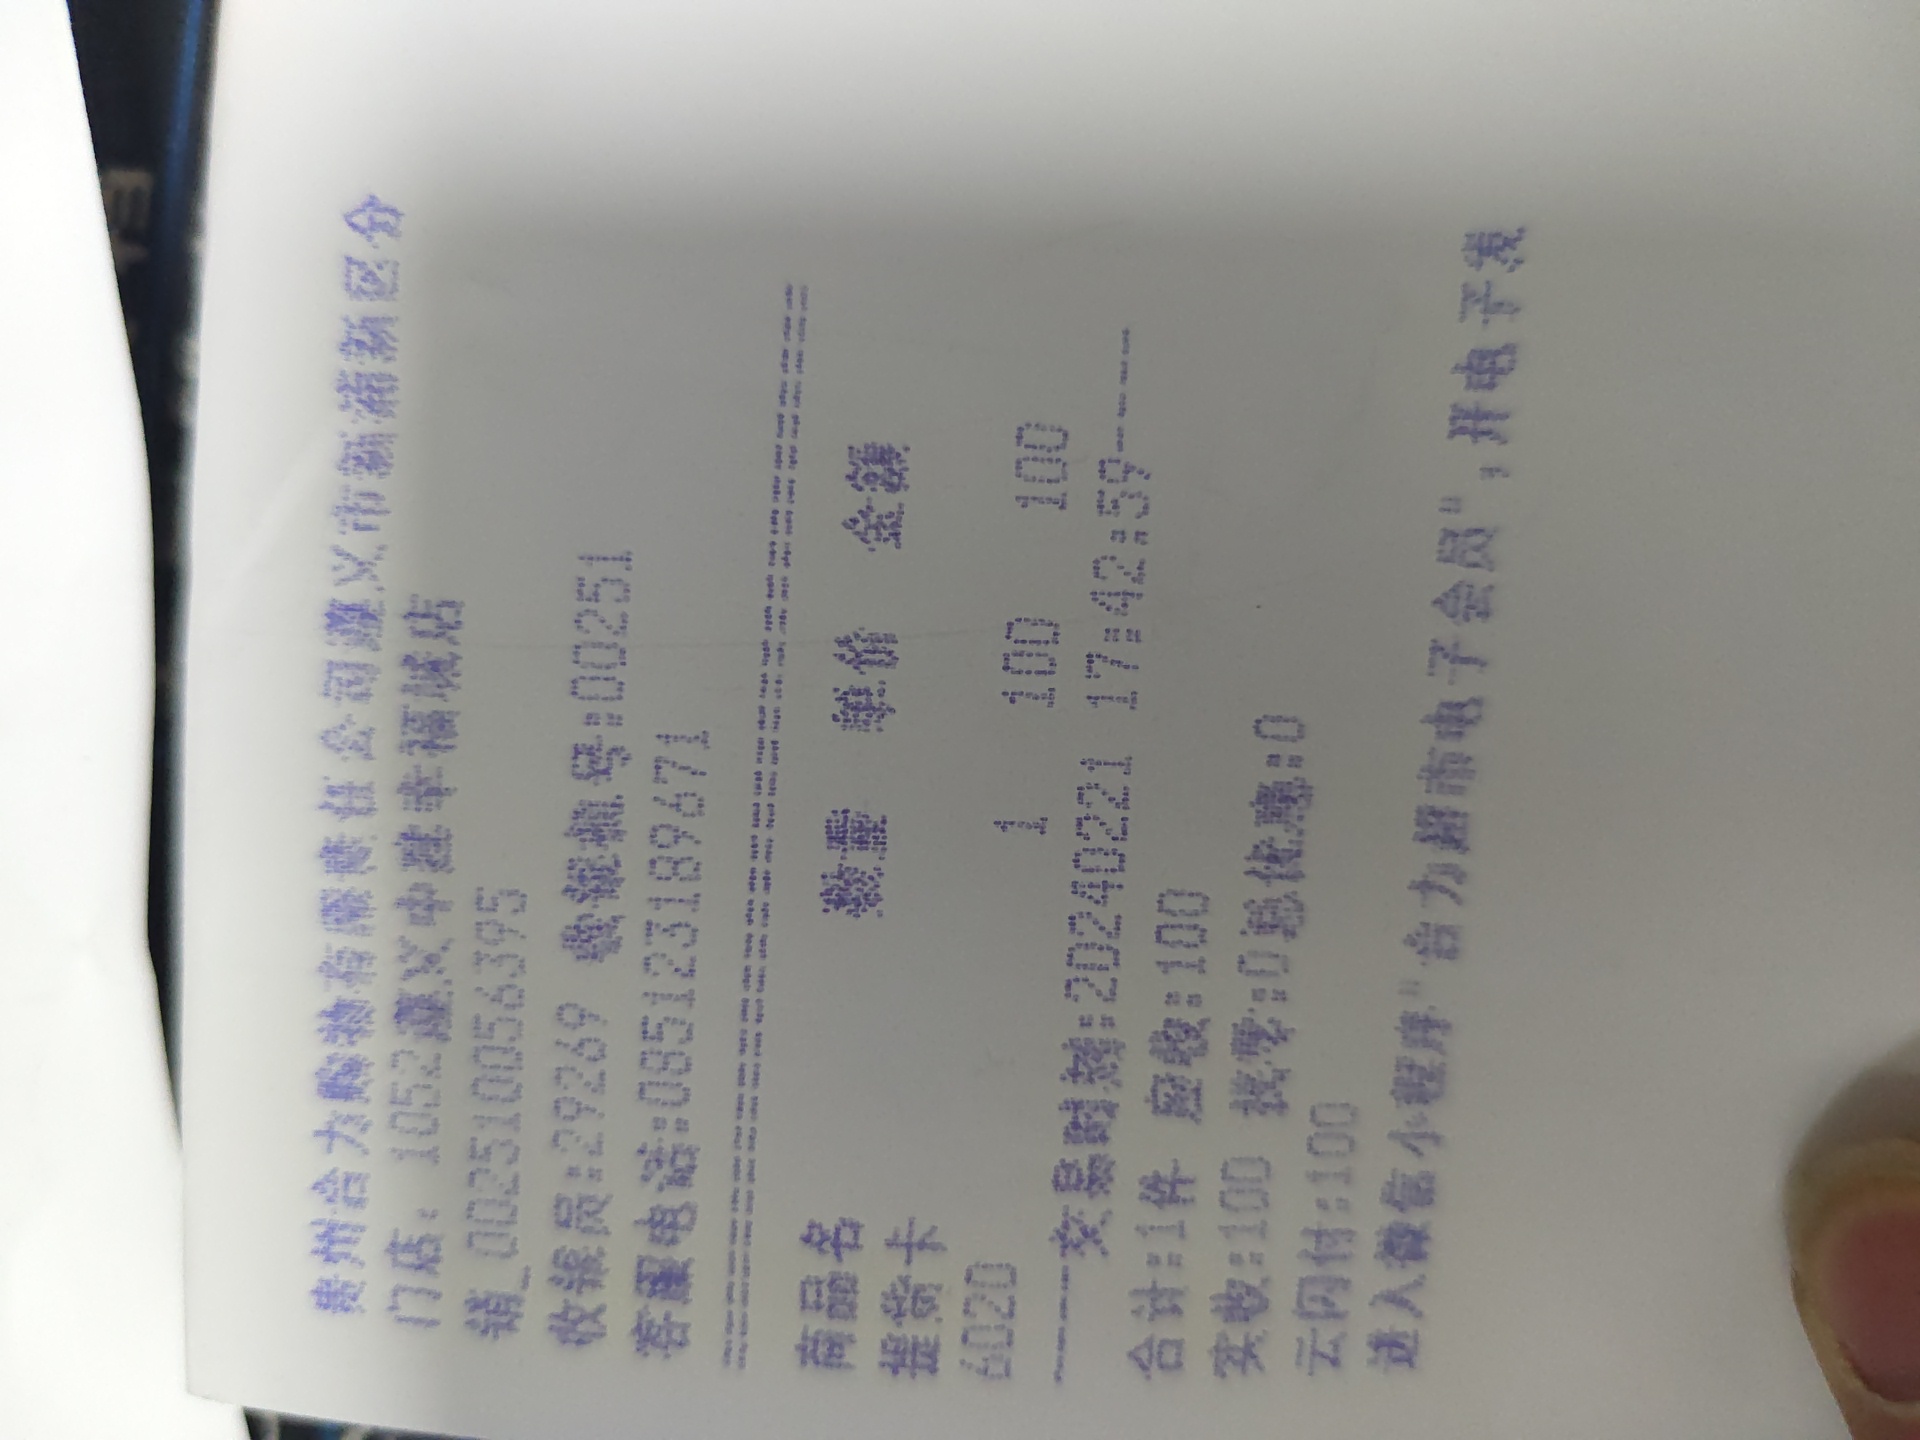 贵州合力购物有限责任公司遵义市新浦新区分
门店: 1052遵义中建幸福城店
销_002510056395
收银员:29269 收银机号:00251
客服电话:085123189671
========================================
商品名 数量 单价 金额
提货卡
6020 1 100 100
-----交易时刻:20240221 17:42:59-----
合计:1件 应收:100
实收:100 找零:0总优惠:0
云闪付:100
进入微信小程序"合力超市电子会员",开电子发